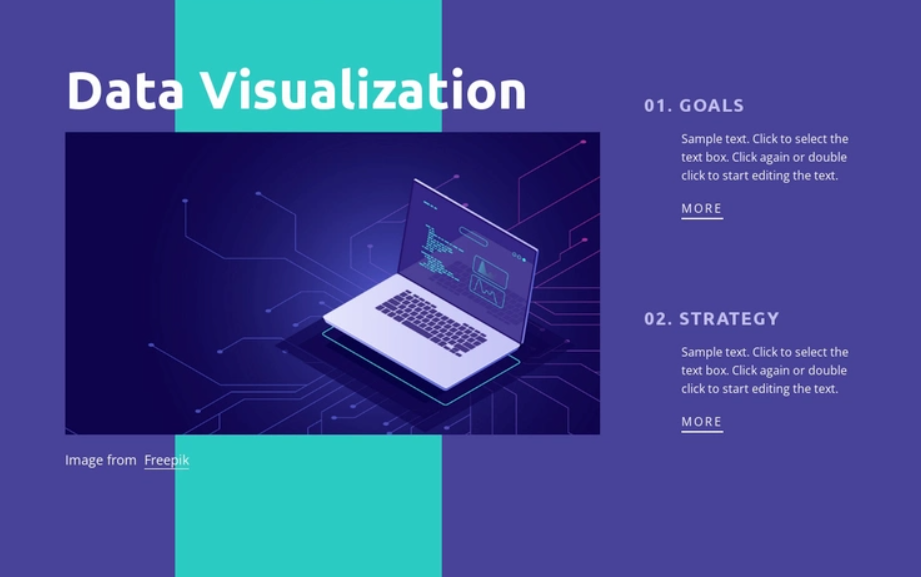 Data Visualization
01. GOALS
Sample text. Click to select the
text box. Click again or double
click to start editing the text.
MORE
02. STRATEGY
Sample text. Click to select the
text box. Click again or double
click to start editing the text.
MORE
Image from Freepik